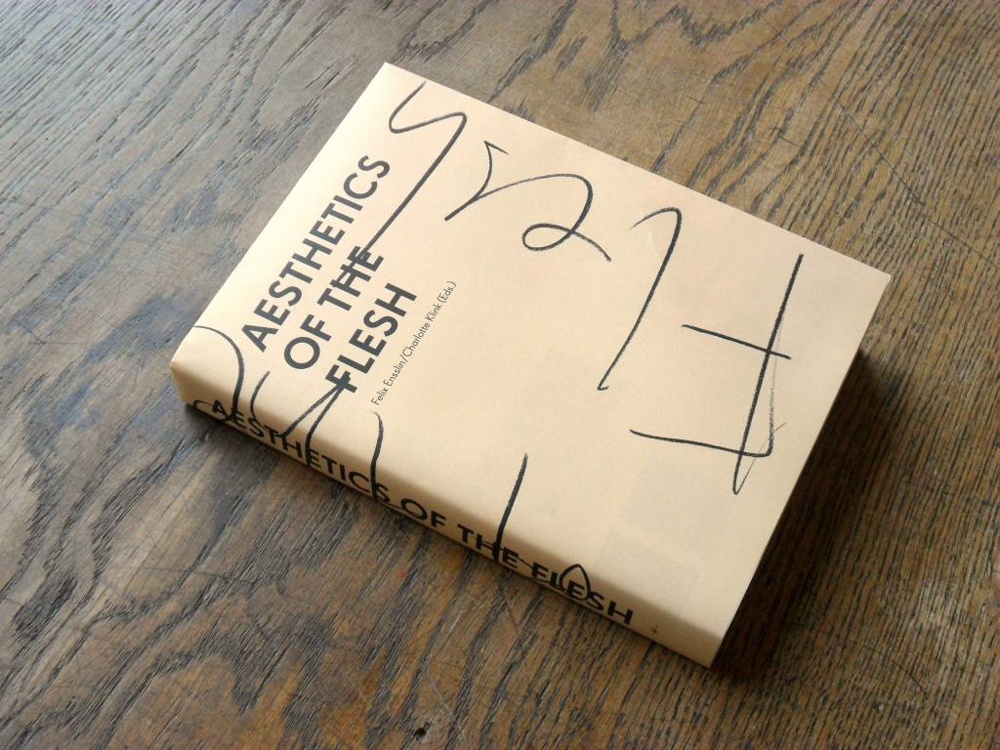 AESTHETICS
OF THE
FLESH
Felix Ensslin/Charlotte Klink (Eds.)
AESTHETICS OF THE FLESH